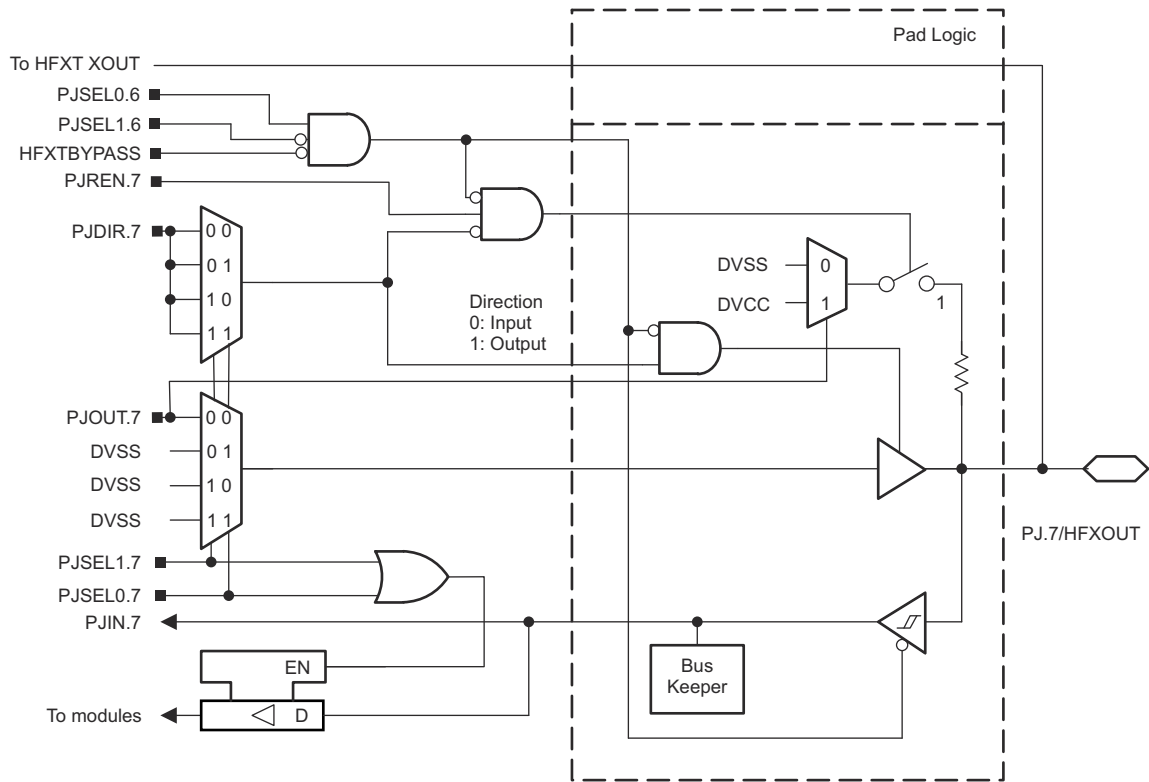 Pad Logic
To HFXT XOUT
PJSEL0.6
PJSEL1.6
HFXTBYPASS
PJREN.7
PJDIR.7
0 0
0 1
1 0
1 1
DVSS
0
DVCC
1
1
Direction
0: Input
1: Output
PJOUT.7
0 0
DVSS
0 1
DVSS
1 0
DVSS
1 1
PJ.7/HFXOUT
PJSEL1.7
PJSEL0.7
PJIN.7
Bus
Keeper
EN
To modules
D